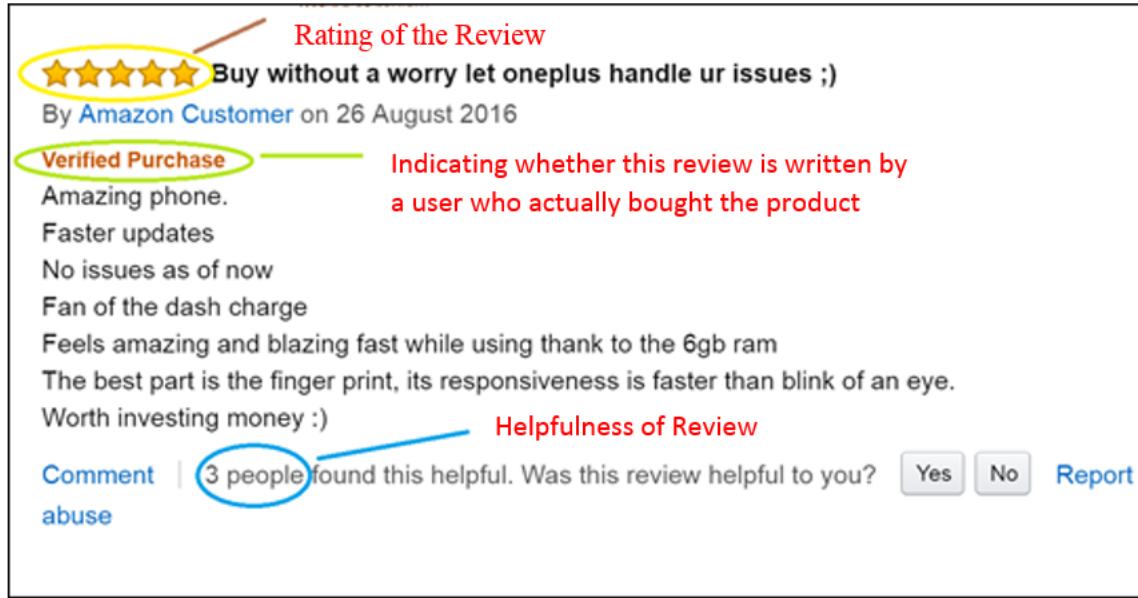 Rating of the Review
Buy without a worry let oneplus handle ur issues ;)
By Amazon Customer on 26 August 2016
Verified Purchase
Indicating whether this review is written by
a user who actually bought the product
Amazing phone.
Faster updates
No issues as of now
Fan of the dash charge
Feels amazing and blazing fast while using thank to the 6gb ram
The best part is the finger print, its responsiveness is faster than blink of an eye.
Worth investing money :)
Helpfulness of Review
Comment | 3 people found this helpful. Was this review helpful to you? Yes No Report
abuse